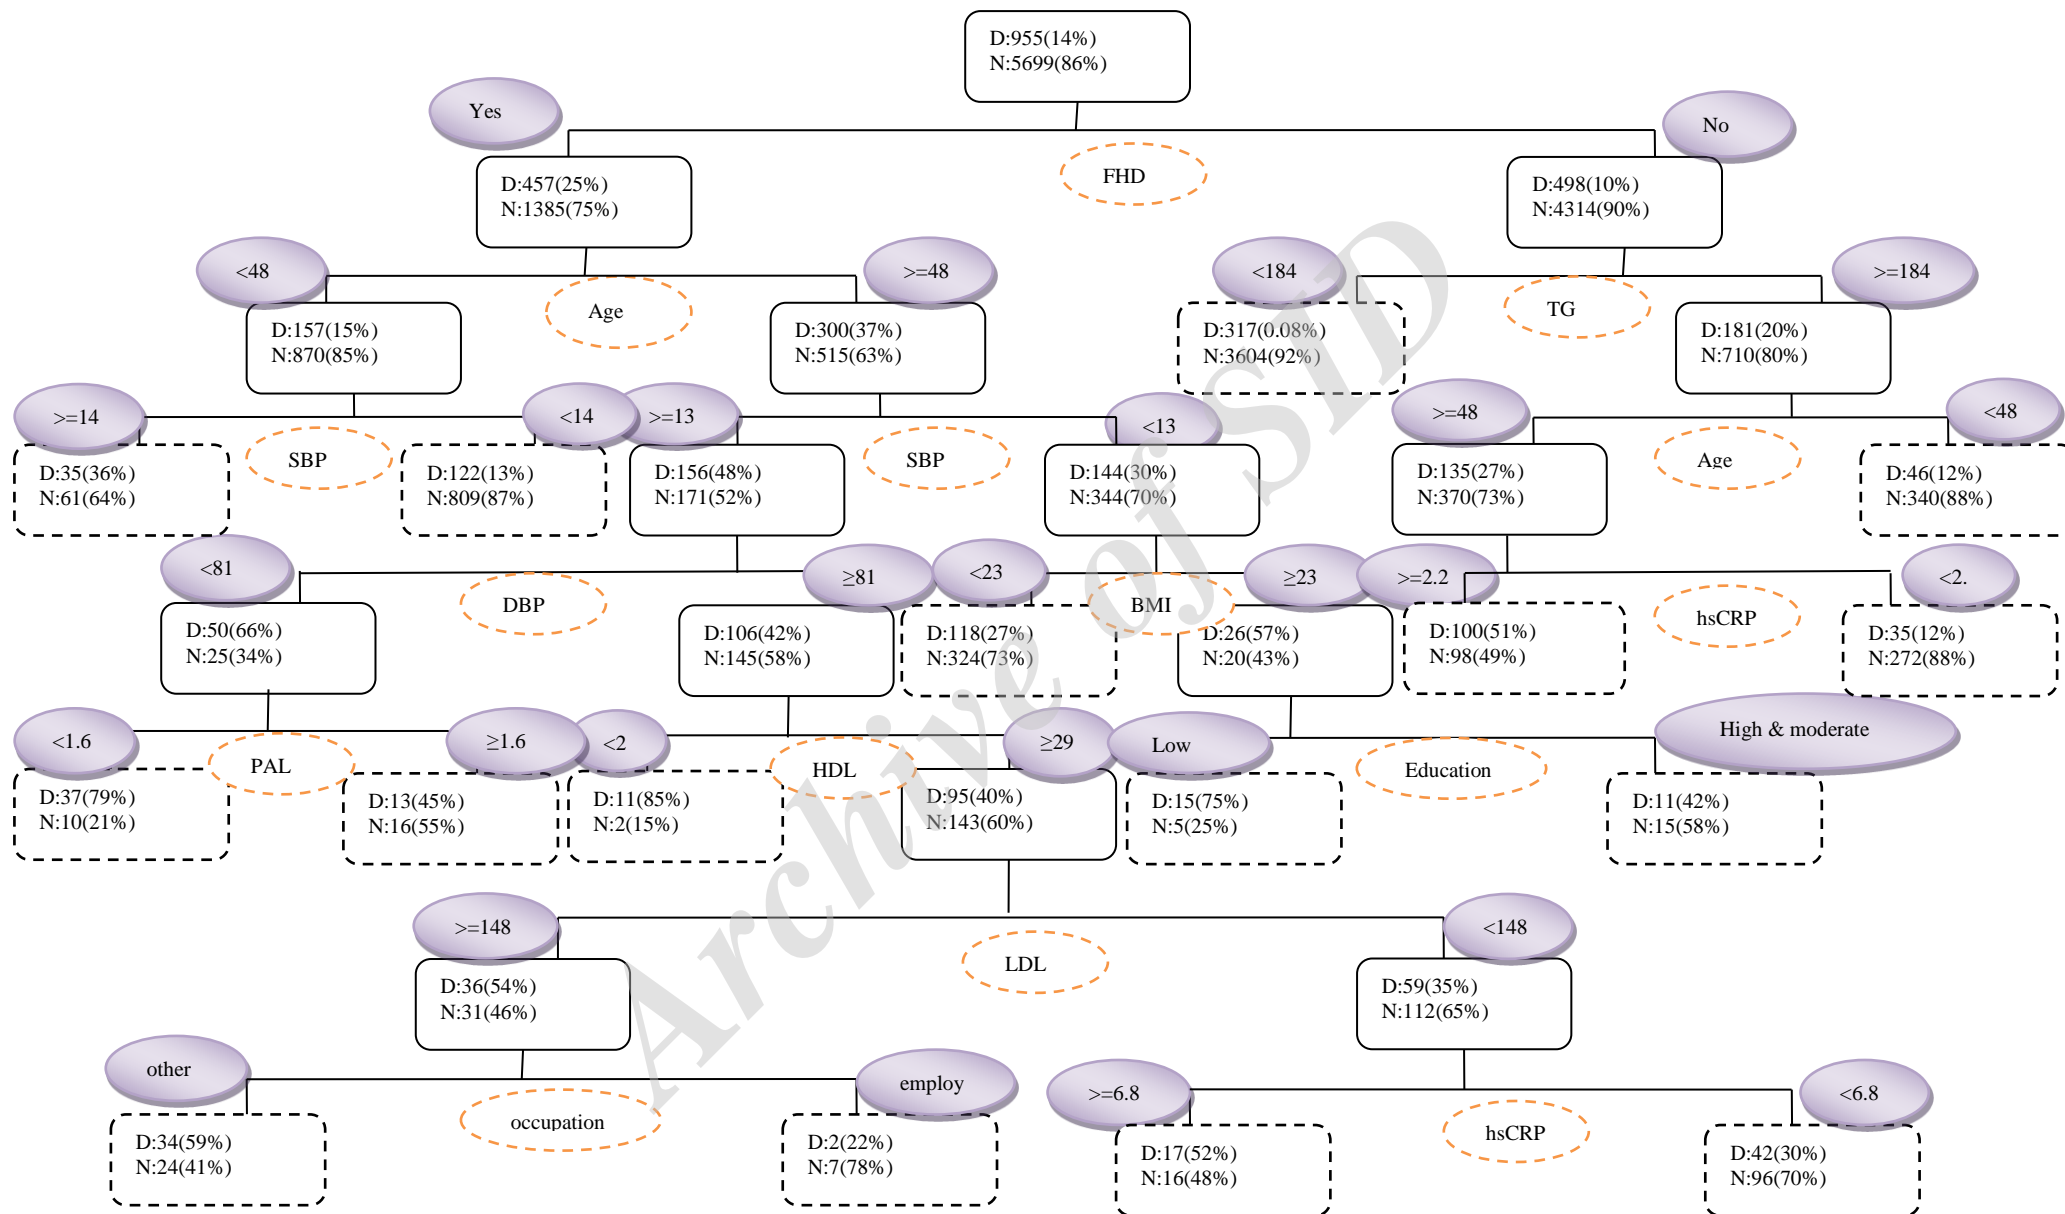 D:955(14%)
N:5699(86%)
Yes
No
FHD
D:457(25%)
N:1385(75%)
D:498(10%)
N:4314(90%)
<48
>=48
<184
>=184
Age
TG
D:157(15%)
N:870(85%)
D:300(37%)
N:515(63%)
D:317(0.08%)
N:3604(92%)
D:181(20%)
N:710(80%)
>=14
<14
>=13
<13
>=48
<48
SBP
SBP
Age
D:35(36%)
N:61(64%)
D:122(13%)
N:809(87%)
D:156(48%)
N:171(52%)
D:144(30%)
N:344(70%)
D:135(27%)
N:370(73%)
D:46(12%)
N:340(88%)
<81
≥81
<23
≥23
>=2.2
<2.
DBP
BMI
hsCRP
D:50(66%)
N:25(34%)
D:106(42%)
N:145(58%)
D:118(27%)
N:324(73%)
D:26(57%)
N:20(43%)
D:100(51%)
N:98(49%)
D:35(12%)
N:272(88%)
<1.6
≥1.6
<2
≥29
Low
High & moderate
PAL
HDL
Education
D:37(79%)
N:10(21%)
D:13(45%)
N:16(55%)
D:11(85%)
N:2(15%)
D:95(40%)
N:143(60%)
D:15(75%)
N:5(25%)
D:11(42%)
N:15(58%)
>=148
<148
LDL
D:36(54%)
N:31(46%)
D:59(35%)
N:112(65%)
other
employ
>=6.8
<6.8
occupation
hsCRP
D:34(59%)
N:24(41%)
D:2(22%)
N:7(78%)
D:17(52%)
N:16(48%)
D:42(30%)
N:96(70%)
Archive of SID